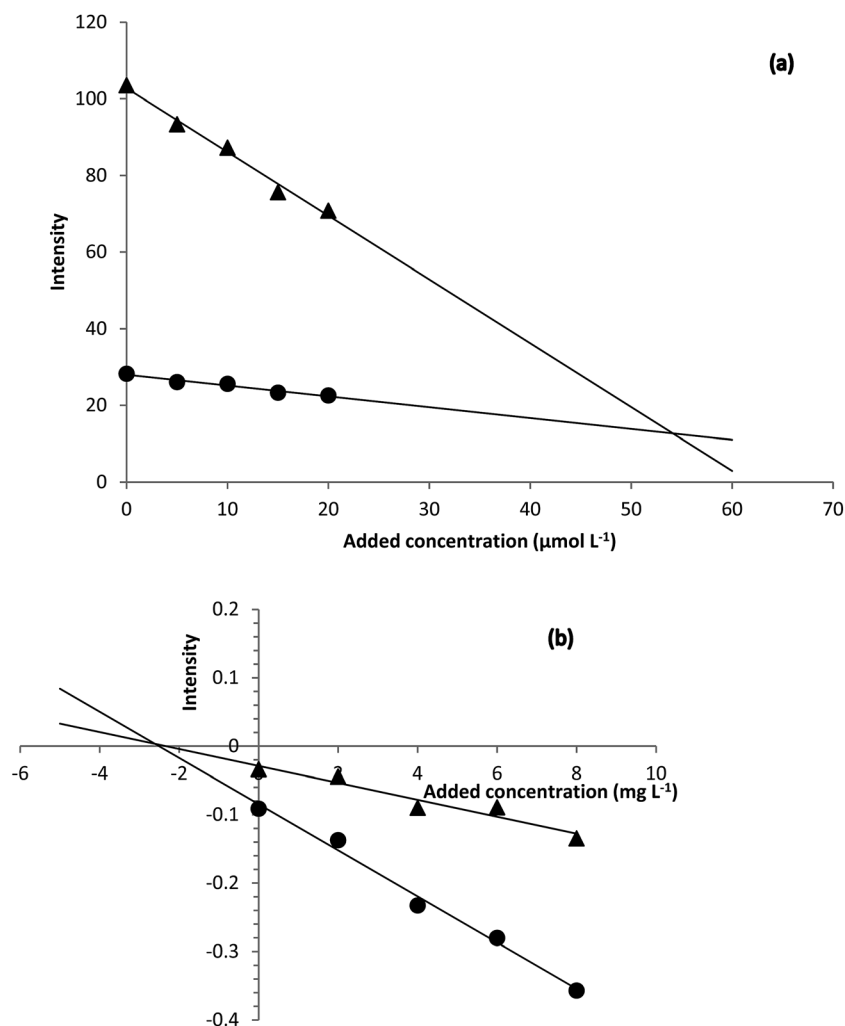 120
(a)
100
80
60
40
20
0
Intensity
0 10 20 30 40 50 60 70
Added concentration (µmol L-1)
0.2
(b)
Intensity
0.1
0
-6 -4 -2 0 2 4 6 8 10
Added concentration (mg L-1)
-0.1
-0.2
-0.3
-0.4